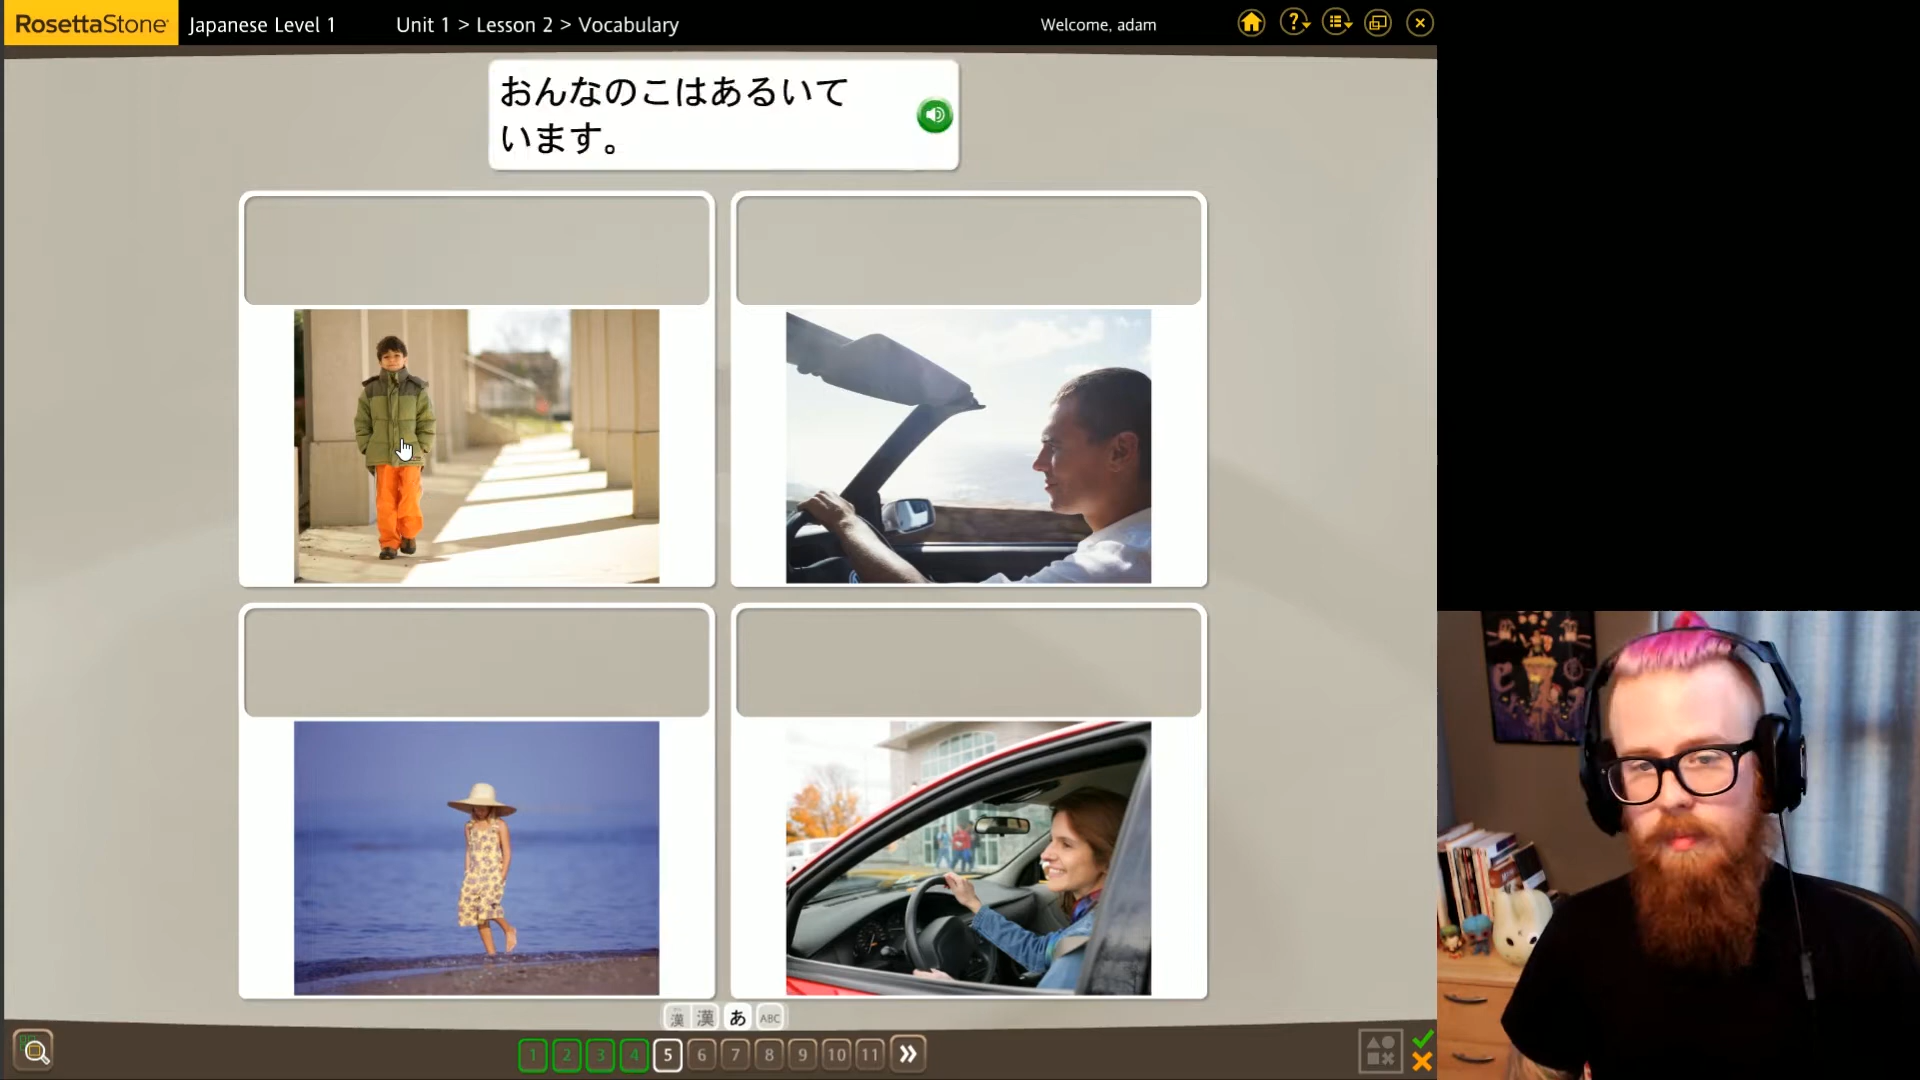 RosettaStone Japanese Level 1 Unit 1 > Lesson 2 > Vocabulary Welcome, adam
おんなのこはあるいて
います。
漢 漢 あ ABC
1 2 3 4 5 6 7 8 9 10 11